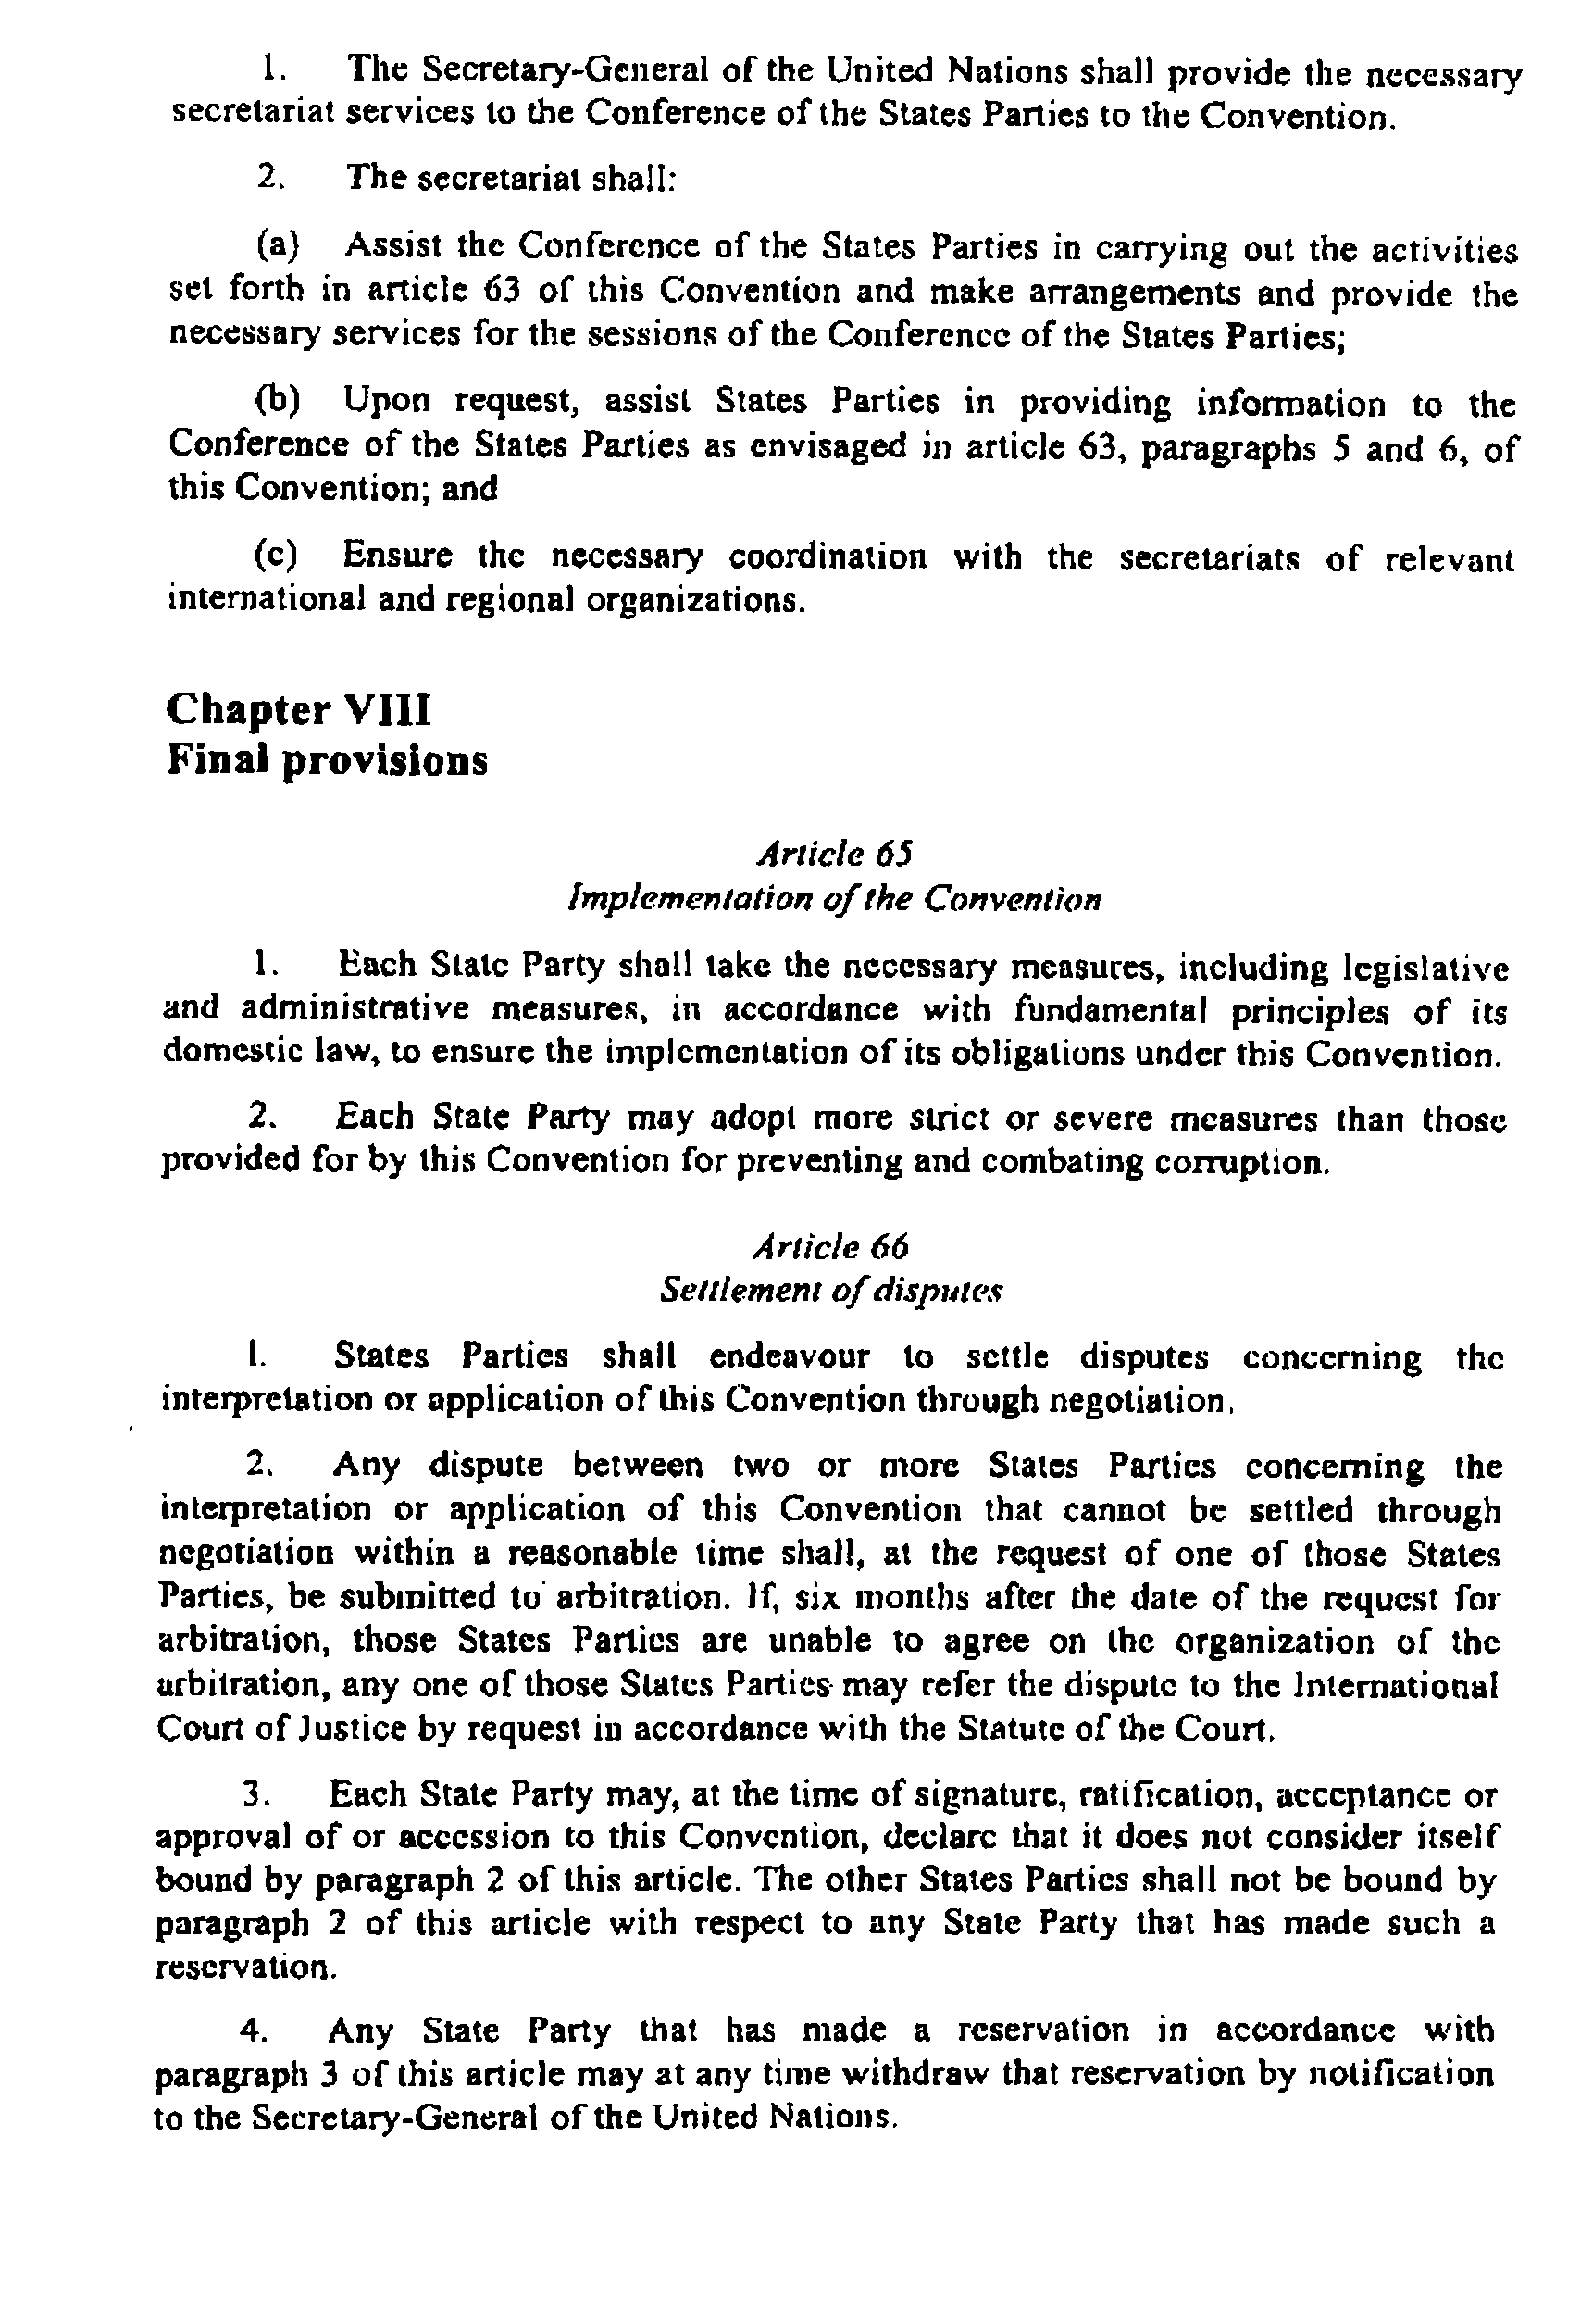 1. The Secretary-General of the United Nations shall provide the necessary
secretariat services to the Conference of the States Parties to the Convention.
2. The secretariat shall:
(a) Assist the Conference of the States Parties in carrying out the activities
set forth in article 63 of this Convention and make arrangements and provide the
necessary services for the sessions of the Conference of the States Parties;
(b) Upon request, assist States Parties in providing information to the
Conference of the States Parties as envisaged in article 63, paragraphs 5 and 6, of
this Convention; and
(c) Ensure the necessary coordination with the secretariats of relevant
international and regional organizations.
Chapter VIII
Final provisions
Article 65
Implementation of the Convention
1. Each State Party shall take the necessary measures, including legislative
and administrative measures, in accordance with fundamental principles of its
domestic law, to ensure the implementation of its obligations under this Convention.
2. Each State Party may adopt more strict or severe measures than those
provided for by this Convention for preventing and combating corruption.
Article 66
Settlement of disputes
1. States Parties shall endeavour to settle disputes concerning the
interpretation or application of this Convention through negotiation.
2. Any dispute between two or more States Parties concerning the
interpretation or application of this Convention that cannot be settled through
negotiation within a reasonable time shall, at the request of one of those States
Parties, be submitted to arbitration. If, six months after the date of the request for
arbitration, those States Parties are unable to agree on the organization of the
arbitration, any one of those States Parties may refer the dispute to the International
Court of Justice by request in accordance with the Statute of the Court.
3. Each State Party may, at the time of signature, ratification, acceptance or
approval of or accession to this Convention, declare that it does not consider itself
bound by paragraph 2 of this article. The other States Parties shall not be bound by
paragraph 2 of this article with respect to any State Party that has made such a
reservation.
4. Any State Party that has made a reservation in accordance with
paragraph 3 of this article may at any time withdraw that reservation by notification
to the Secretary-General of the United Nations.